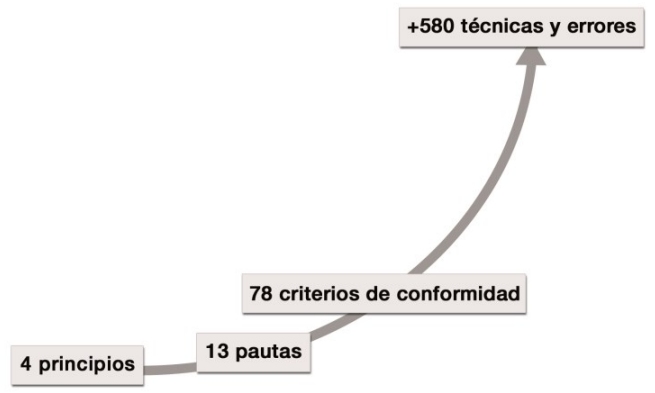 +580 técnicas y errores
78 criterios de conformidad
13 pautas
4 principios